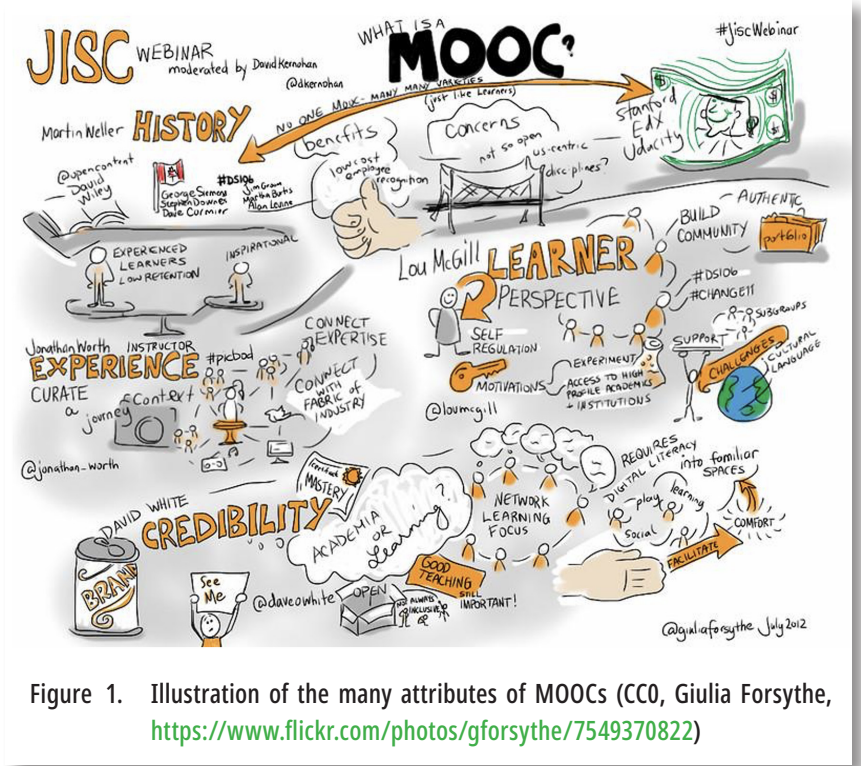 JISC WEBINAR
moderated by David Kernohan
@dkernohan
WHAT IS A
MOOC?
#JiscWebinar
NO ONE MOOC - MANY MANY VARIETIES
(just like learners)
Stanford
EdX
Udacity
Martin Weller HISTORY
@opencontent
David
Wiley
George Siemens
Stephen Downes
Dave Cormier
#DS106
Jim Groom
Martha Burtis
Alan Levine
benefits
low cost
employee
recognition
Concerns
not so open
us-centric
disciplines?
EXPERIENCED
LEARNERS
LOW RETENTION
INSPIRATIONAL
Lou McGill LEARNER
PERSPECTIVE
SELF
REGULATION
MOTIVATIONS
EXPERIMENT
ACCESS TO HIGH
PROFILE ACADEMICS
+ INSTITUTIONS
@loumcgill
BUILD
COMMUNITY
AUTHENTIC
portfolio
#DS106
#CHANGE11
SUBGROUPS
SUPPORT
CHALLENGES
CULTURAL
LANGUAGE
Jonathan Worth INSTRUCTOR
EXPERIENCE
#picbod
CURATE
a
journey
Context
CONNECT
EXPERTISE
CONNECT
WITH
FABRIC of
INDUSTRY
@jonathan_worth
DAVID WHITE
CREDIBILITY
MASTERY
ACADEMIA
OR
Learning?
BRAND
See
Me
@daveowhite
OPEN
NOT ALWAYS
INCLUSIVE
GOOD
TEACHING
STILL
IMPORTANT!
NETWORK
LEARNING
FOCUS
REQUIRES
DIGITAL LITERACY
play
learning
Social
into familiar
SPACES
COMFORT
FACILITATE
@giuliaforsythe July 2012
Figure 1. Illustration of the many attributes of MOOCs (CC0, Giulia Forsythe,
https://www.flickr.com/photos/gforsythe/7549370822)